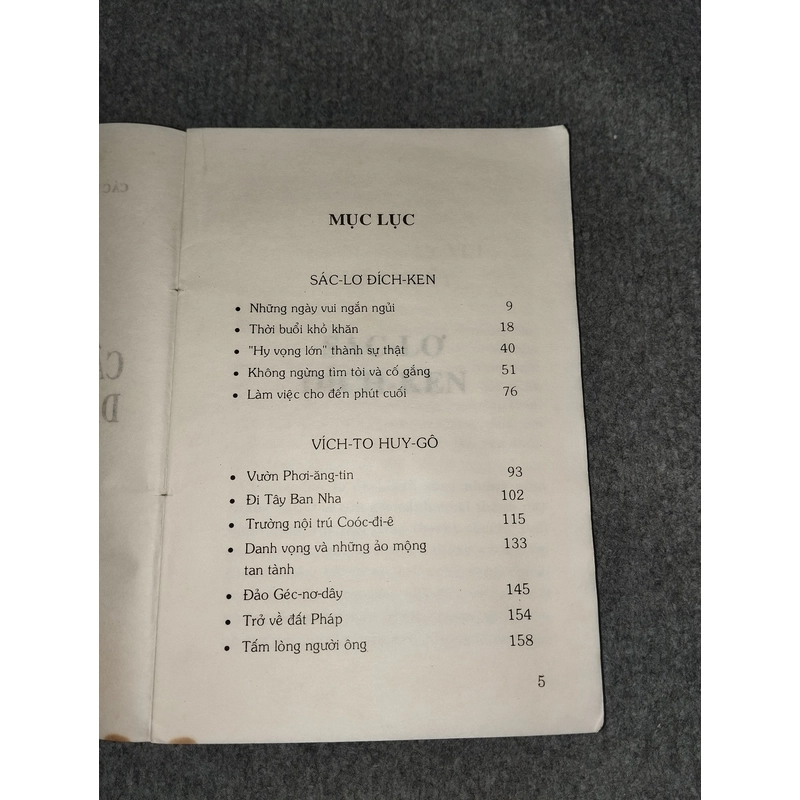 MỤC LỤC
SÁC-LƠ ĐÍCH-KEN
• Những ngày vui ngắn ngủi 9
• Thời buổi khó khăn 18
• "Hy vọng lớn" thành sự thật 40
• Không ngừng tìm tòi và cố gắng 51
• Làm việc cho đến phút cuối 76
VÍCH-TO HUY-GÔ
• Vườn Phơi-ăng-tin 93
• Đi Tây Ban Nha 102
• Trường nội trú Coóc-đi-ê 115
• Danh vọng và những ảo mộng 133
tan tành
• Đảo Géc-nơ-dây 145
• Trở về đất Pháp 154
• Tấm lòng người ông 158
5